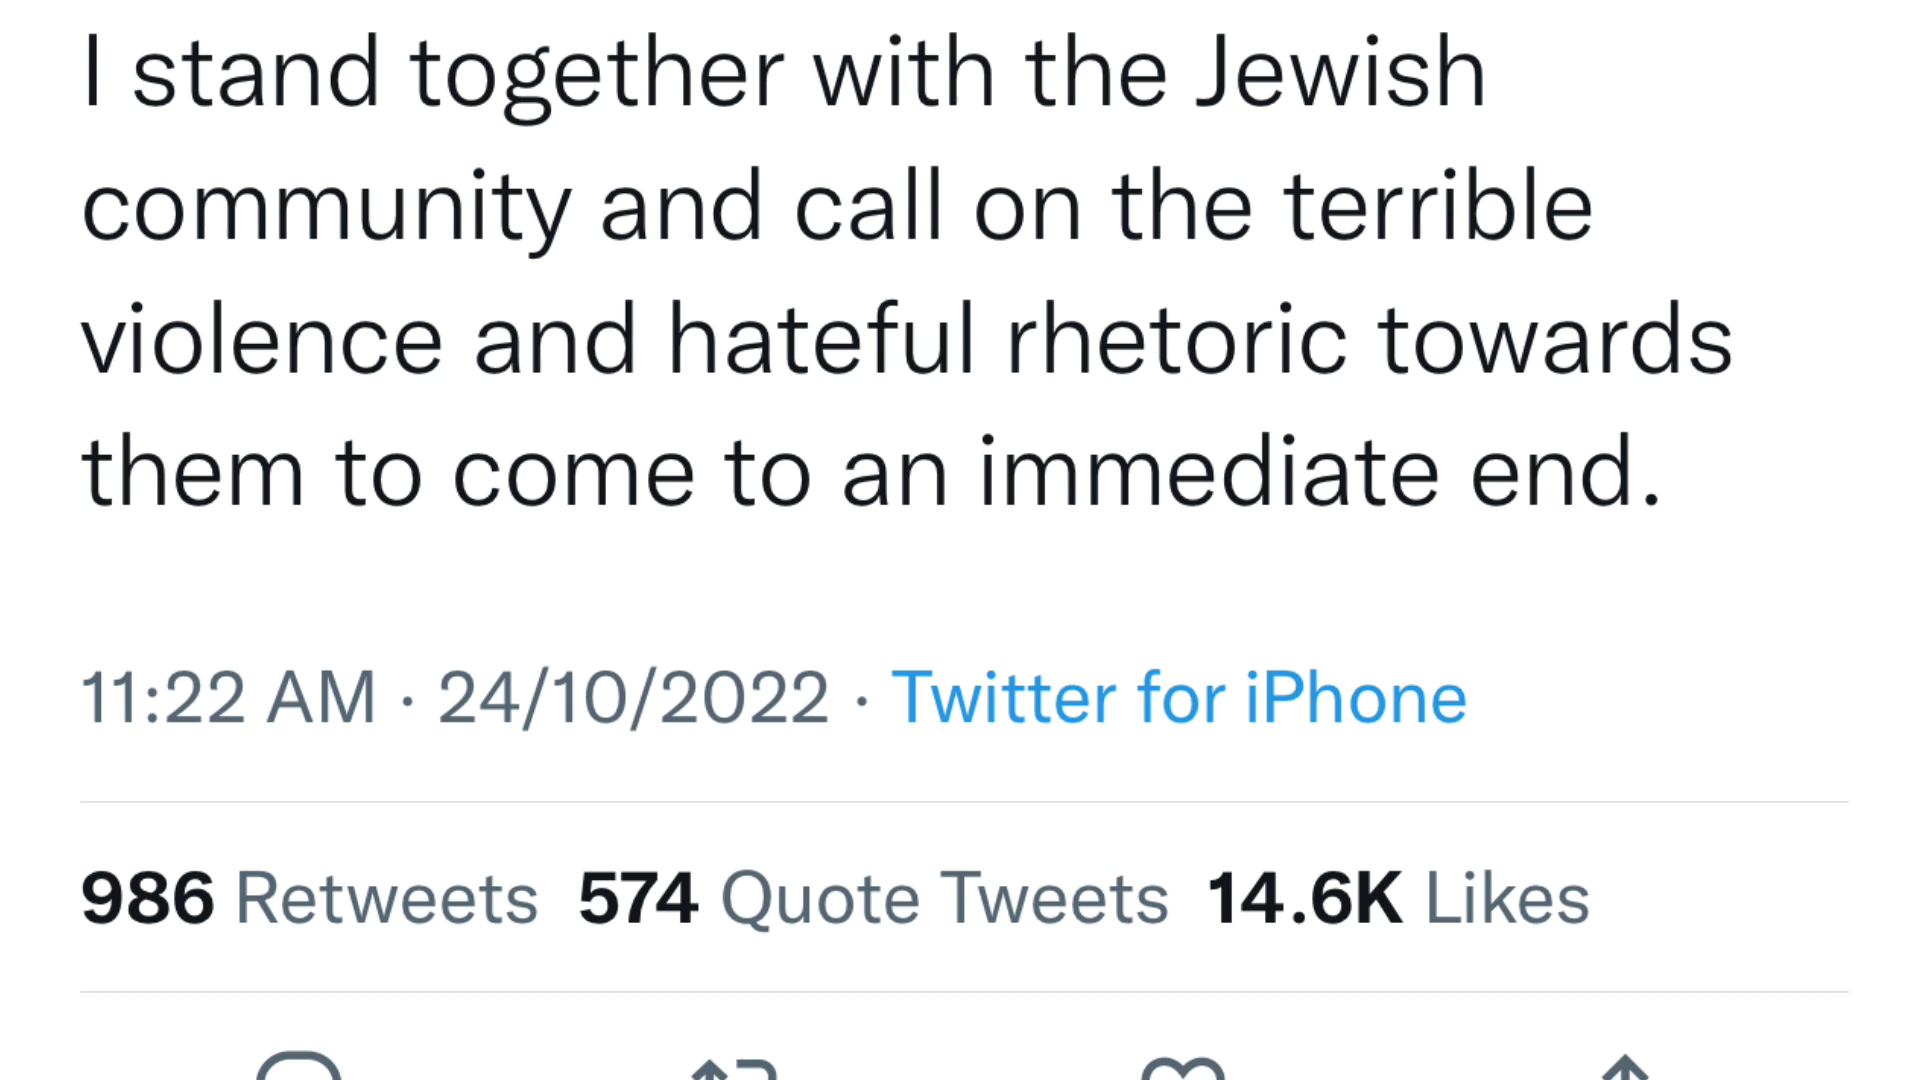 I stand together with the Jewish
community and call on the terrible
violence and hateful rhetoric towards
them to come to an immediate end.
11:22 AM · 24/10/2022 · Twitter for iPhone
986 Retweets 574 Quote Tweets 14.6K Likes